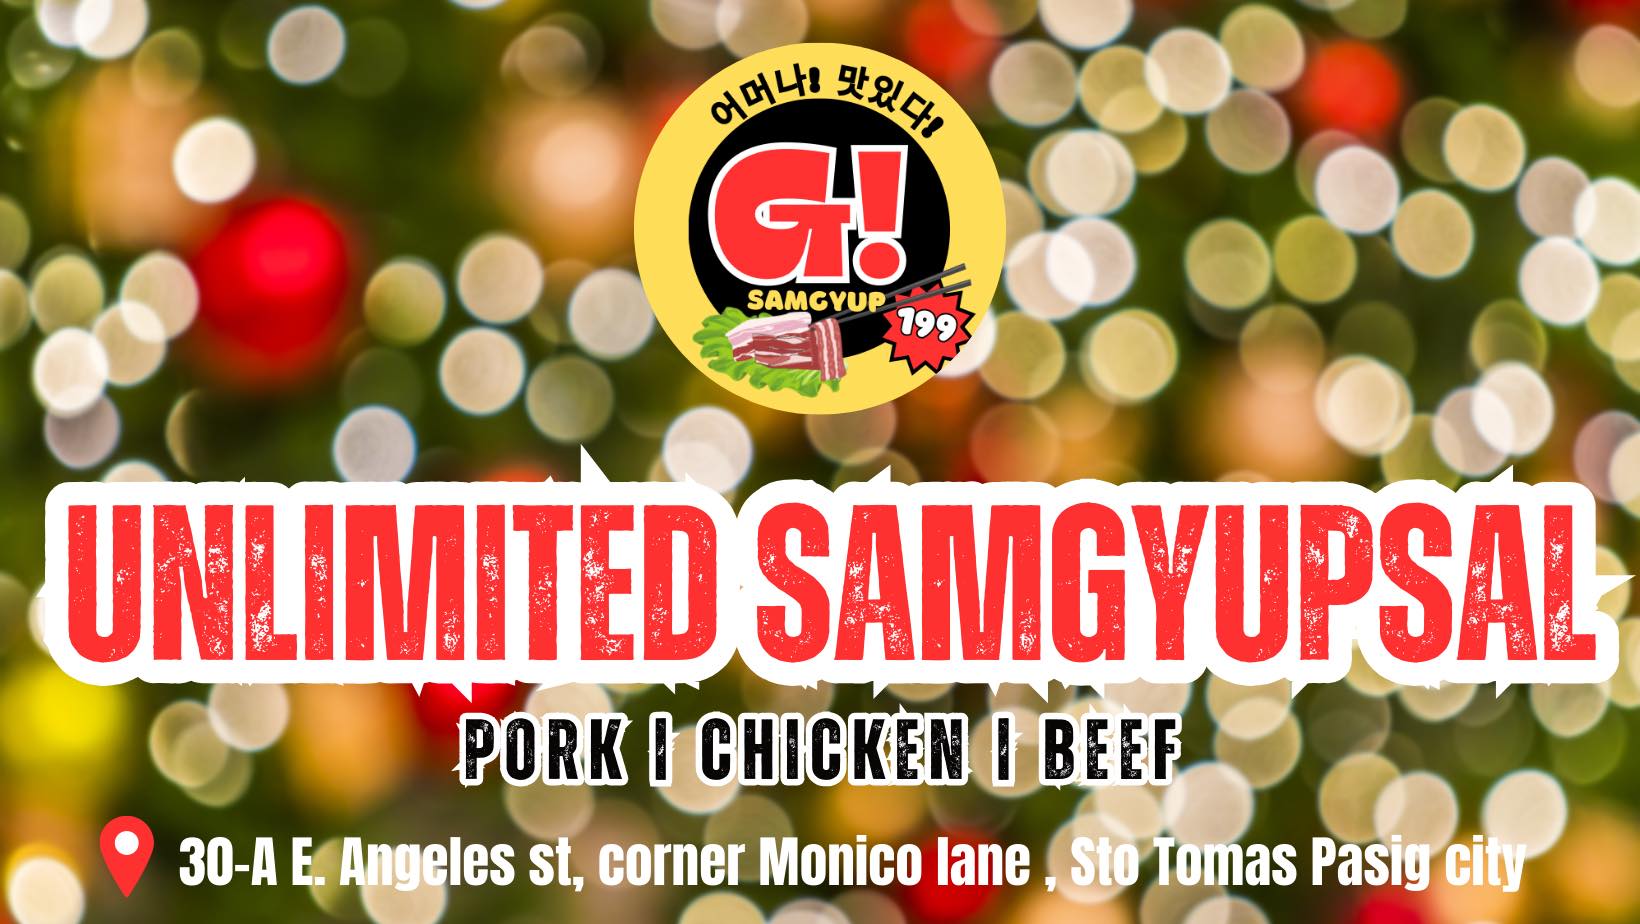 어머나! 맛있다!
G!
SAMGYUP
199
UNLIMITED SAMGYUPSAL
PORK | CHICKEN | BEEF
30-A E. Angeles st, corner Monico lane , Sto Tomas Pasig city